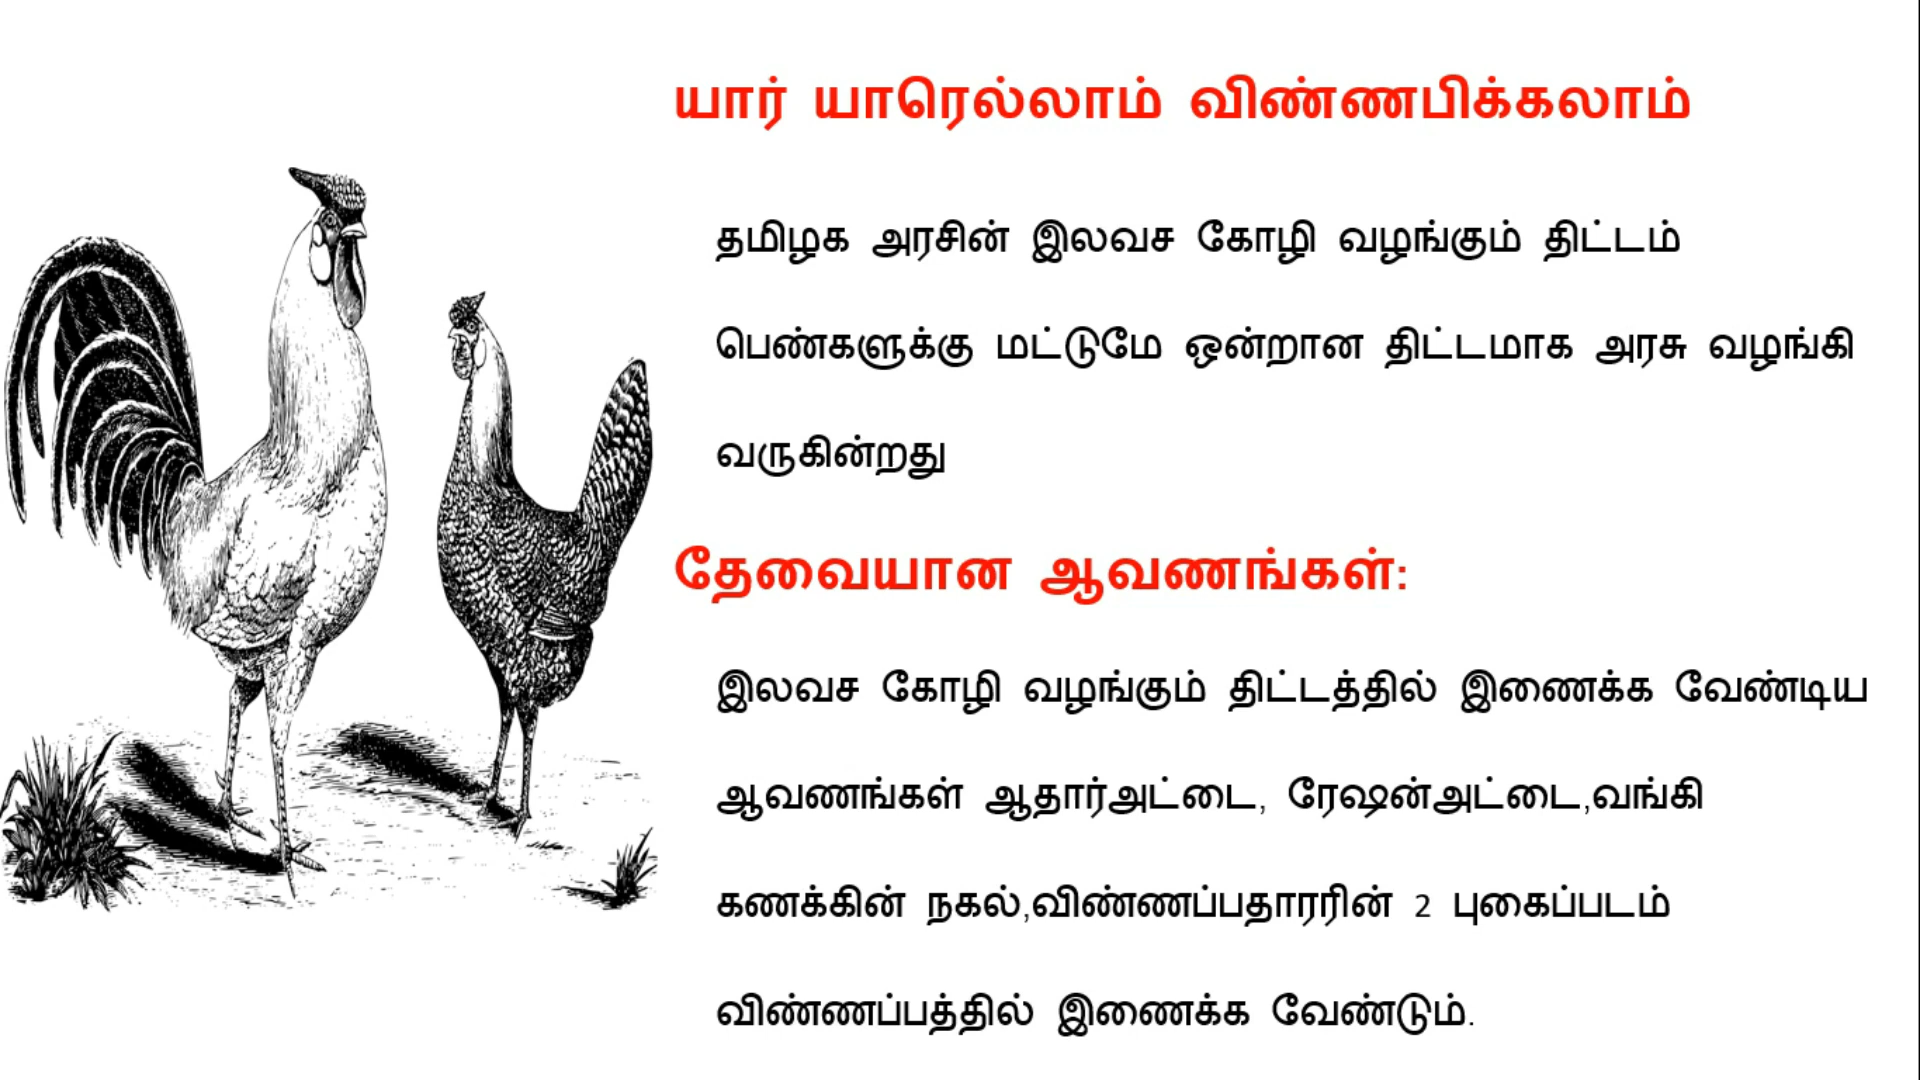 யார் யாரெல்லாம் விண்ணபிக்கலாம்
தமிழக அரசின் இலவச கோழி வழங்கும் திட்டம்
பெண்களுக்கு மட்டுமே ஒன்றான திட்டமாக அரசு வழங்கி
வருகின்றது
தேவையான ஆவணங்கள்:
இலவச கோழி வழங்கும் திட்டத்தில் இணைக்க வேண்டிய
ஆவணங்கள் ஆதார்அட்டை, ரேஷன்அட்டை,வங்கி
கணக்கின் நகல்,விண்ணப்பதாரரின் 2 புகைப்படம்
விண்ணப்பத்தில் இணைக்க வேண்டும்.